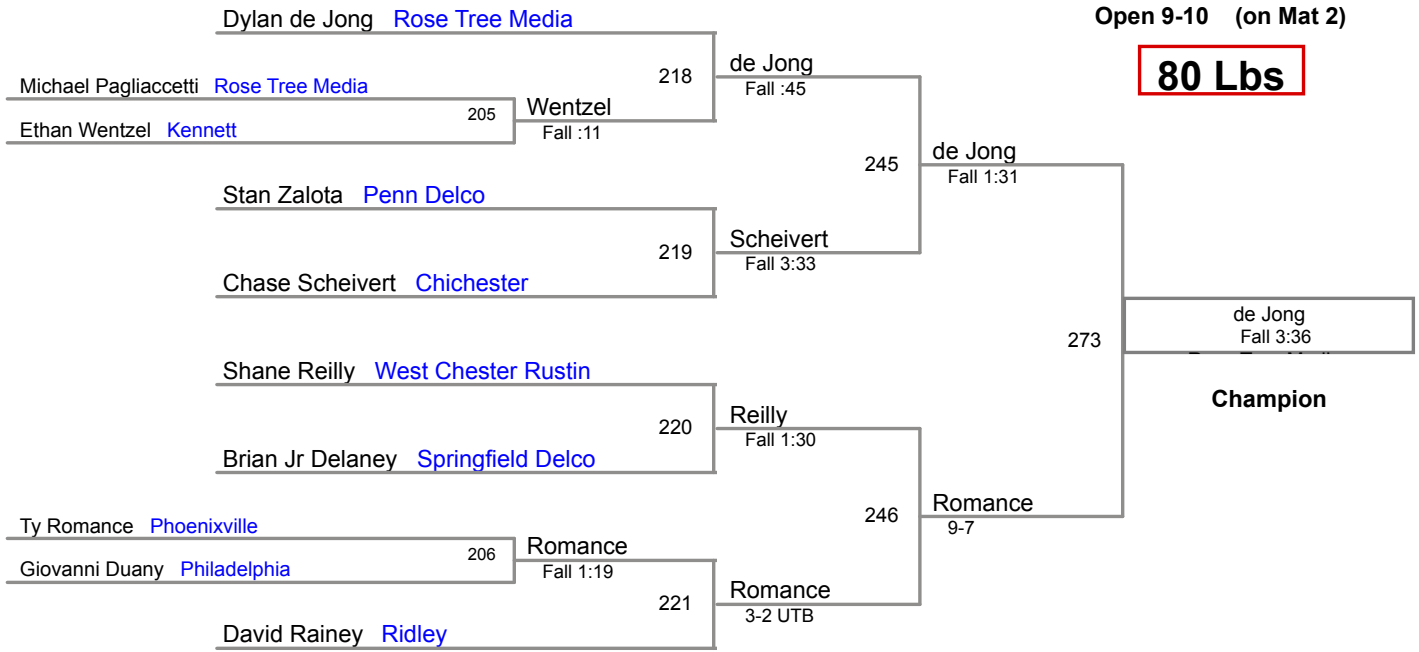 Dylan de Jong Rose Tree Media
Open 9-10 (on Mat 2)
80 Lbs
218
de Jong
Fall :45
Michael Pagliaccetti Rose Tree Media
205
Wentzel
Fall :11
Ethan Wentzel Kennett
245
de Jong
Fall 1:31
Stan Zalota Penn Delco
219
Scheivert
Fall 3:33
Chase Scheivert Chichester
273
de Jong
Fall 3:36
Champion
Shane Reilly West Chester Rustin
220
Reilly
Fall 1:30
Brian Jr Delaney Springfield Delco
246
Romance
9-7
Ty Romance Phoenixville
206
Romance
Fall 1:19
Giovanni Duany Philadelphia
221
Romance
3-2 UTB
David Rainey Ridley